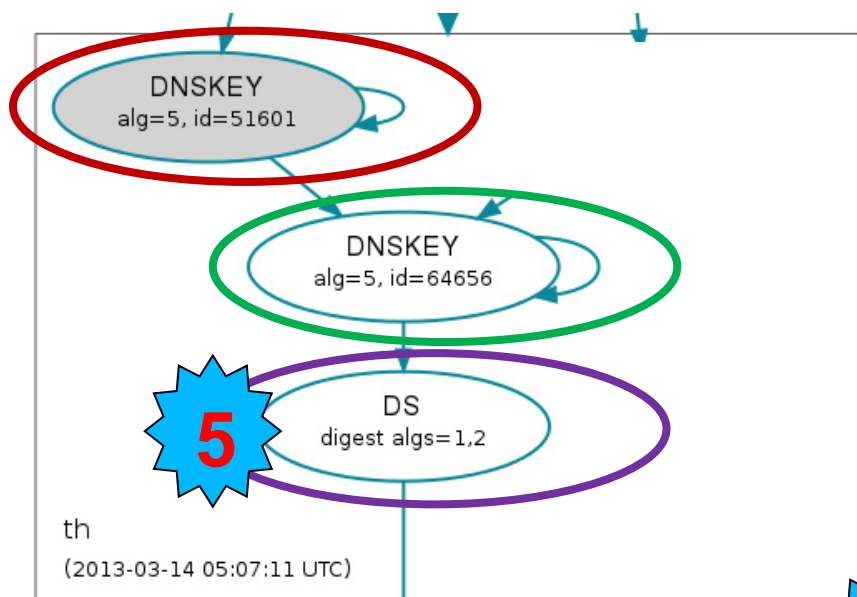 DNSKEY
alg=5, id=51601
DNSKEY
alg=5, id=64656
DS
digest algs=1,2
5
th
(2013-03-14 05:07:11 UTC)